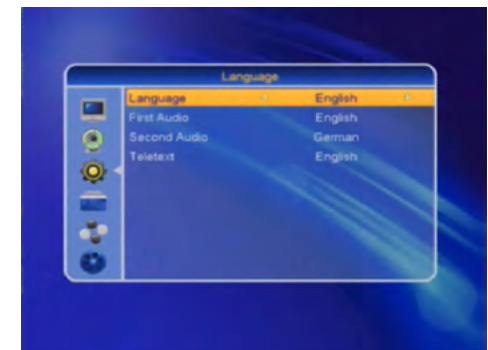 Language
Language English
First Audio English
Second Audio German
Teletext English